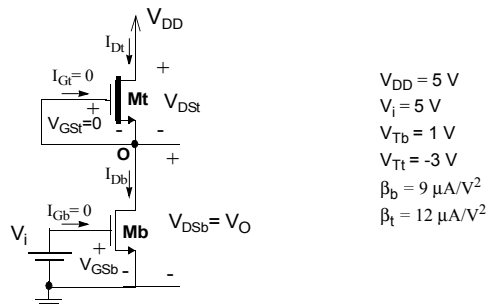 V_DD
I_Dt
+
I_Gt= 0
Mt
+
V_DSt
V_GSt=0
-
-
O
+
I_Db
I_Gb=0
Mb
V_DSb= V_O
V_i
+
V_GSb
-
-
V_DD = 5 V
V_i = 5 V
V_Tb = 1 V
V_Tt = -3 V
β_b = 9 μA/V²
β_t = 12 μA/V²